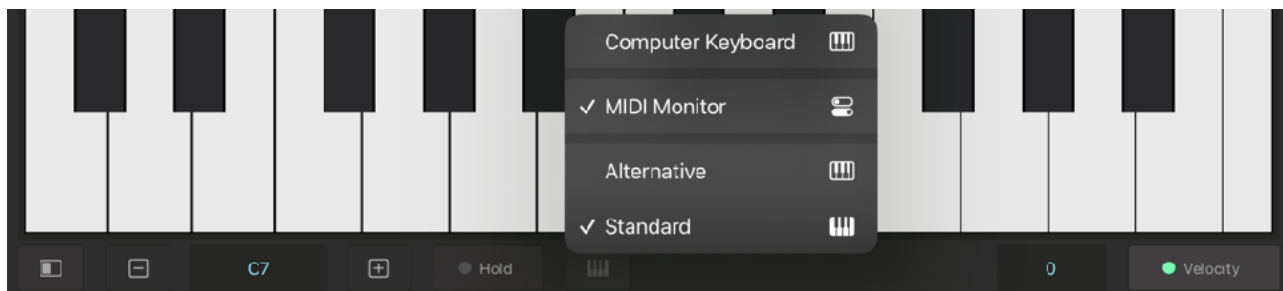 Computer Keyboard
MIDI Monitor
Alternative
Standard
C7
Hold
0
Velocity